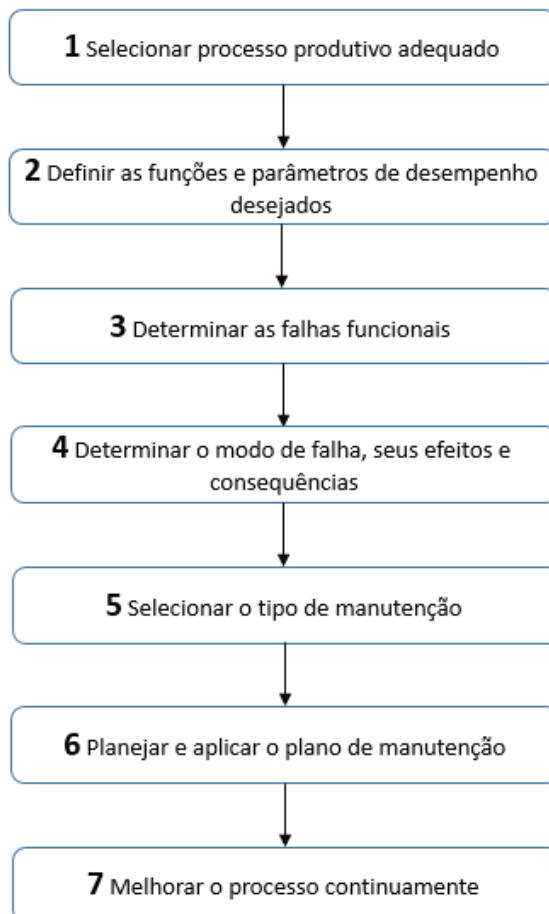 1 Selecionar processo produtivo adequado
2 Definir as funções e parâmetros de desempenho
desejados
3 Determinar as falhas funcionais
4 Determinar o modo de falha, seus efeitos e
consequências
5 Selecionar o tipo de manutenção
6 Planejar e aplicar o plano de manutenção
7 Melhorar o processo continuamente